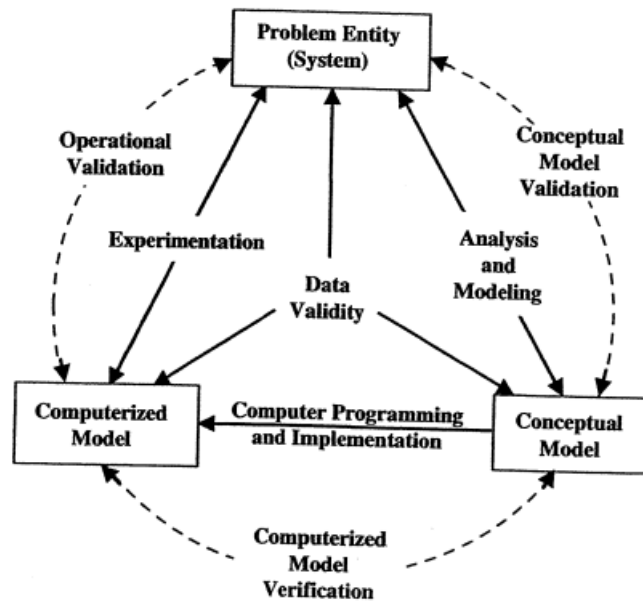 Problem Entity
(System)
Operational
Validation
Conceptual
Model
Validation
Experimentation
Analysis
and
Modeling
Data
Validity
Computerized
Model
Computer Programming
and Implementation
Conceptual
Model
Computerized
Model
Verification